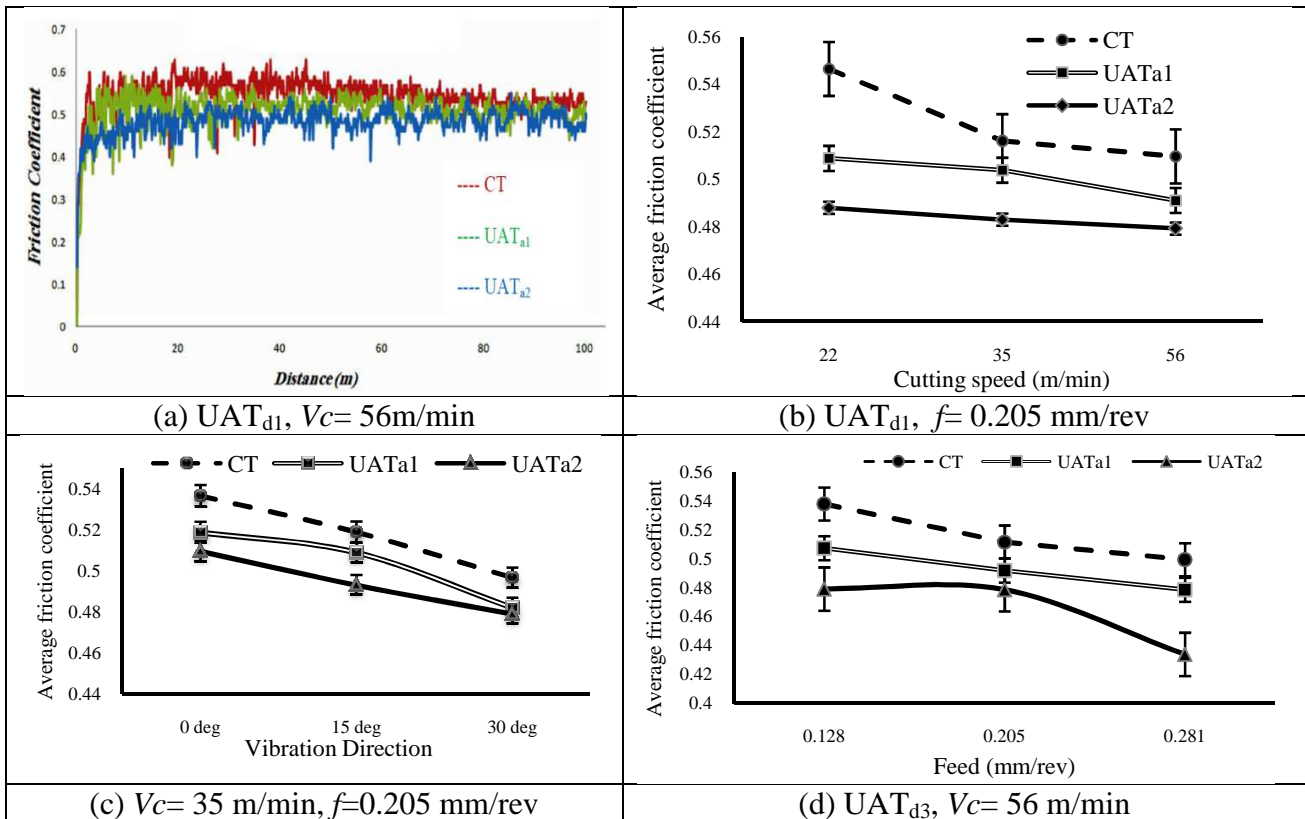 0.7
0.6
0.5
0.4
0.3
0.2
0.1
0
Friction Coefficient
---- CT
---- UATa1
---- UATa2
0 20 40 60 80 100
Distance (m)
(a) UATd1, Vc= 56m/min
0.56
0.54
0.52
0.5
0.48
0.46
0.44
Average friction coefficient
CT
UATa1
UATa2
22 35 56
Cutting speed (m/min)
(b) UATd1, f= 0.205 mm/rev
CT UATa1 UATa2
0.54
0.52
0.5
0.48
0.46
0.44
Average friction coefficient
0 deg 15 deg 30 deg
Vibration Direction
(c) Vc= 35 m/min, f=0.205 mm/rev
CT UATa1 UATa2
0.56
0.54
0.52
0.5
0.48
0.46
0.44
0.42
0.4
Average friction coefficient
0.128 0.205 0.281
Feed (mm/rev)
(d) UATd3, Vc= 56 m/min